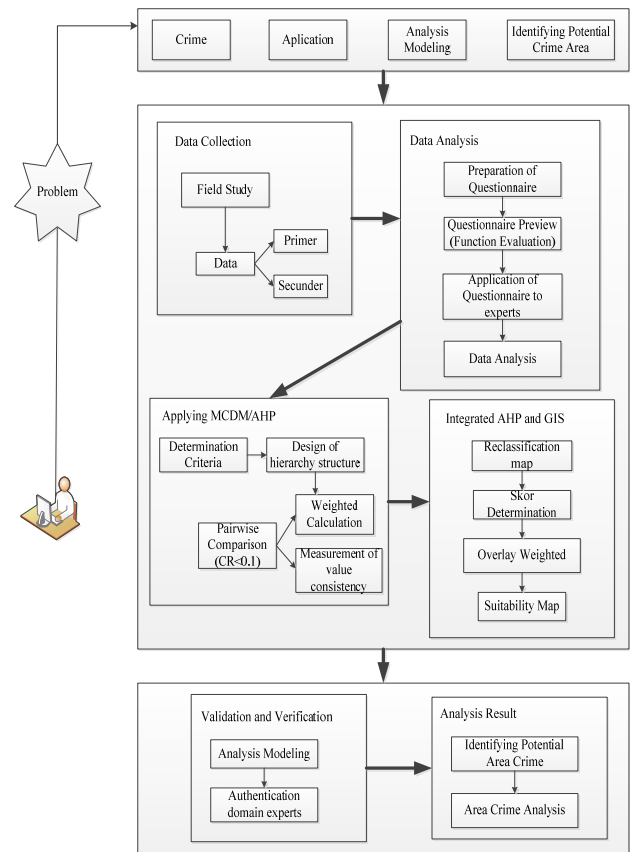 Crime
Aplication
Analysis
Modeling
Identifying Potential
Crime Area
Problem
Data Collection
Field Study
Data
Primer
Secunder
Data Analysis
Preparation of
Questionnaire
Questionnaire Preview
(Function Evaluation)
Application of
Questionnaire to
experts
Data Analysis
Applying MCDM/AHP
Determination
Criteria
Design of
hierarchy structure
Weighted
Calculation
Pairwise
Comparison
(CR<0.1)
Measurement of
value
consistency
Integrated AHP and GIS
Reclassification
map
Skor
Determination
Overlay Weighted
Suitability Map
Validation and Verification
Analysis Modeling
Authentication
domain experts
Analysis Result
Identifying Potential
Area Crime
Area Crime Analysis